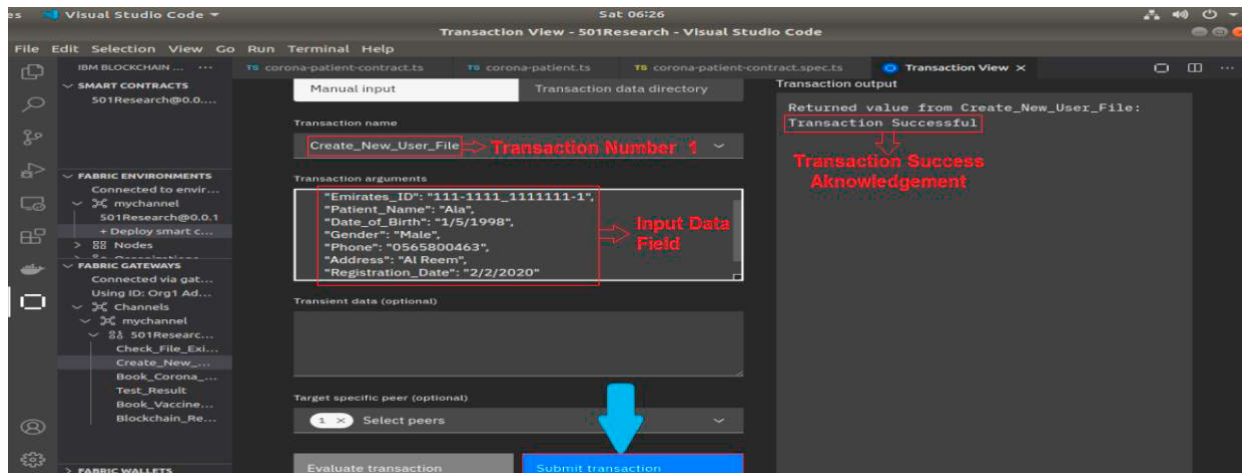 es Visual Studio Code
Sat 06:26
Transaction View - 501Research - Visual Studio Code
File Edit Selection View Go Run Terminal Help
IBM BLOCKCHAIN ... ...
TS corona-patient-contract.ts
TS corona-patient.ts
TS corona-patient-contract.spec.ts
Transaction View ×
SMART CONTRACTS
501Research@0.0....
FABRIC ENVIRONMENTS
Connected to envir...
mychannel
501Research@0.0.1
+ Deploy smart c...
Nodes
FABRIC GATEWAYS
Connected via gat...
Using ID: Org1 Ad...
Channels
mychannel
501Researc...
Check_File_Exi...
Create_New_...
Book_Corona_...
Test_Result
Book_Vaccine...
Blockchain_Re...
FABRIC WALLETS
Manual input
Transaction data directory
Transaction name
Create_New_User_File
Transaction Number 1
Transaction arguments
"Emirates_ID": "111-1111_1111111-1",
"Patient_Name": "Ala",
"Date_of_Birth": "1/5/1998",
"Gender": "Male",
"Phone": "0565800463",
"Address": "Al Reem",
"Registration_Date": "2/2/2020"
Input Data
Field
Transient data (optional)
Target specific peer (optional)
1 × Select peers
Evaluate transaction
Submit transaction
Transaction output
Returned value from Create_New_User_File:
Transaction Successful
Transaction Success
Aknowledgement